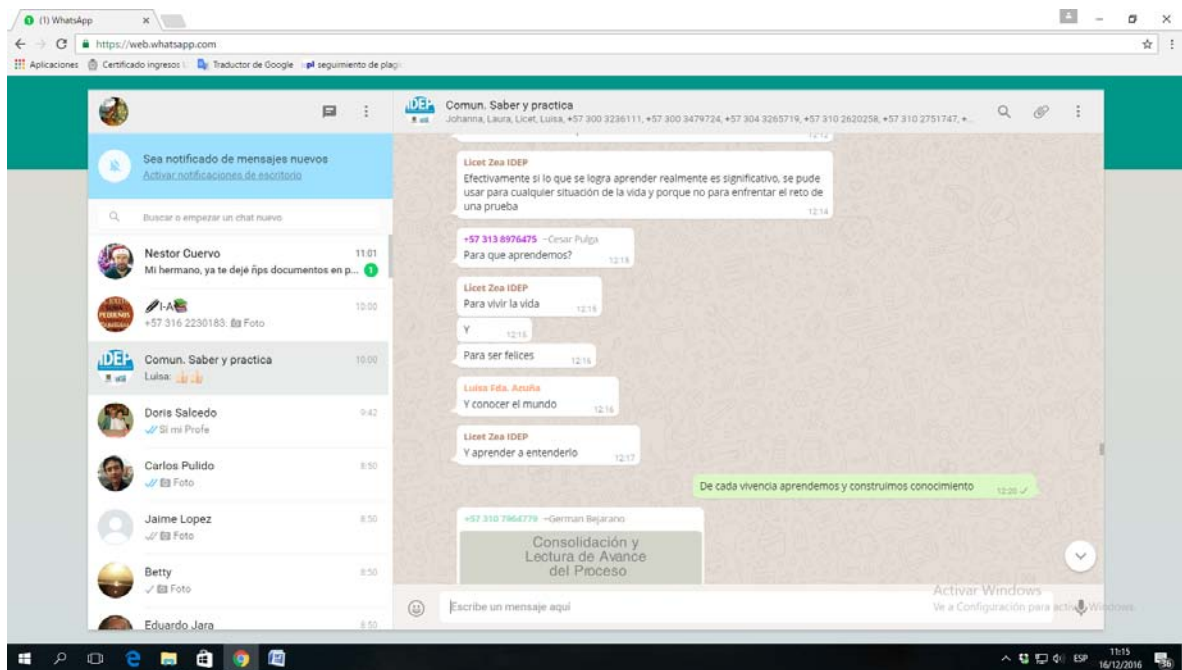 (1) WhatsApp
https://web.whatsapp.com
Aplicaciones Certificado ingresos Traductor de Google seguimiento de plag
Sea notificado de mensajes nuevos
Activar notificaciones de escritorio
Buscar o empezar un chat nuevo
Nestor Cuervo 11:01
Mi hermano, ya te dejé ñps documentos en p... 1
I-A 10:00
+57 316 2230183: Foto
IDEP
Comun. Saber y practica 10:00
Luisa:
Doris Salcedo 9:42
Si mi Profe
Carlos Pulido 8:50
Foto
Jaime Lopez 8:50
Foto
Betty 8:50
Foto
Eduardo Jara 8:50
IDEP
Comun. Saber y practica
Johanna, Laura, Licet, Luisa, +57 300 3236111, +57 300 3479724, +57 304 3265719, +57 310 2620258, +57 310 2751747, +...
12:12
Licet Zea IDEP
Efectivamente si lo que se logra aprender realmente es significativo, se pude
usar para cualquier situación de la vida y porque no para enfrentar el reto de
una prueba 12:14
+57 313 8976475 ~Cesar Pulga
Para que aprendemos? 12:15
Licet Zea IDEP
Para vivir la vida 12:16
Y 12:16
Para ser felices 12:16
Luisa Fda. Acuña
Y conocer el mundo 12:16
Licet Zea IDEP
Y aprender a entenderlo 12:17
De cada vivencia aprendemos y construimos conocimiento 12:20
+57 310 7864779 ~German Bejarano
Consolidación y
Lectura de Avance
del Proceso
Escribe un mensaje aquí
Activar Windows
Ve a Configuración para activar Windows.
ESP
11:15
16/12/2016
36